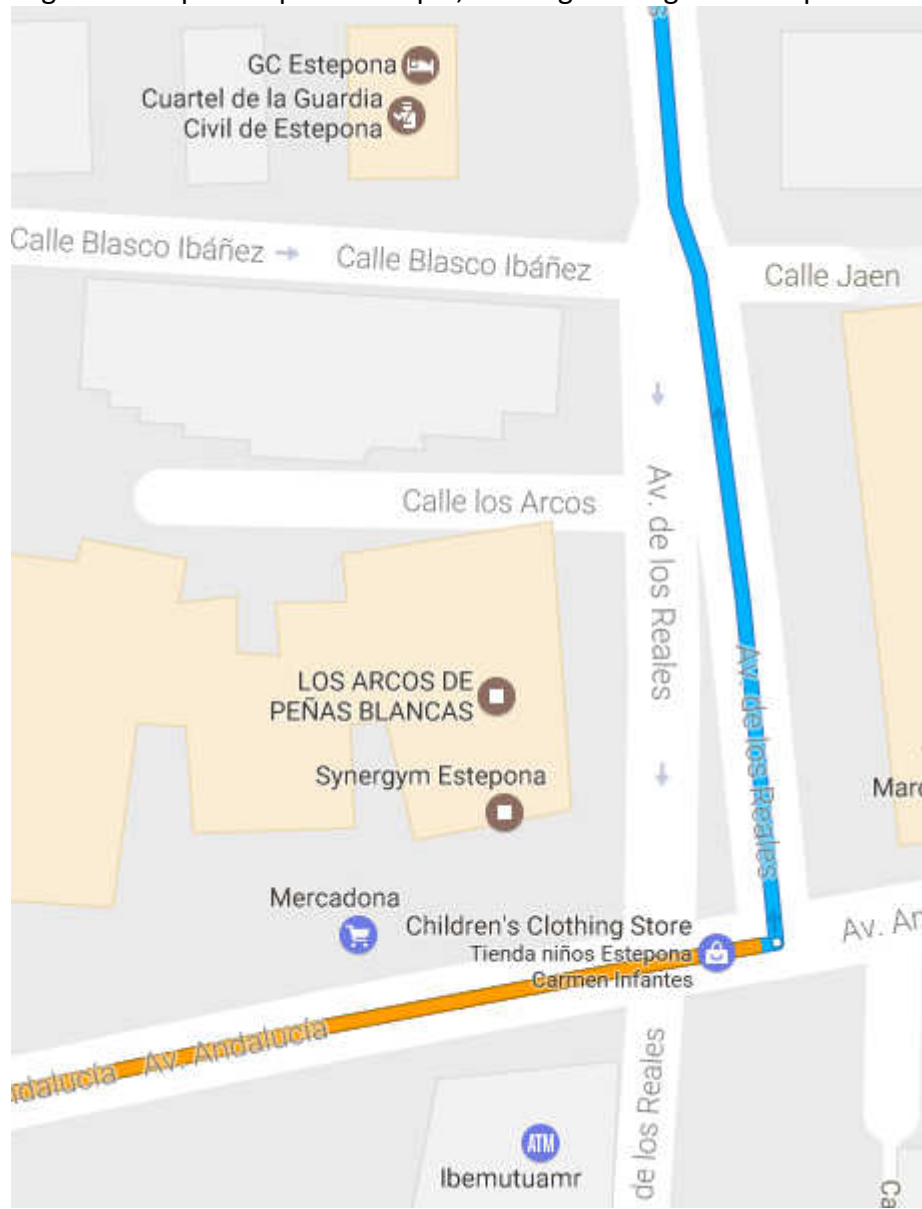 GC Estepona
Cuartel de la Guardia
Civil de Estepona
Calle Blasco Ibáñez
Calle Blasco Ibáñez
Calle Jaen
Calle los Arcos
Av. de los Reales
LOS ARCOS DE
PEÑAS BLANCAS
Av. de los Reales
Synergym Estepona
Mercadona
Children's Clothing Store
Tienda niños Estepona
Carmen Infantes
Av. Andalucía
de los Reales
ATM
Ibemutuamr